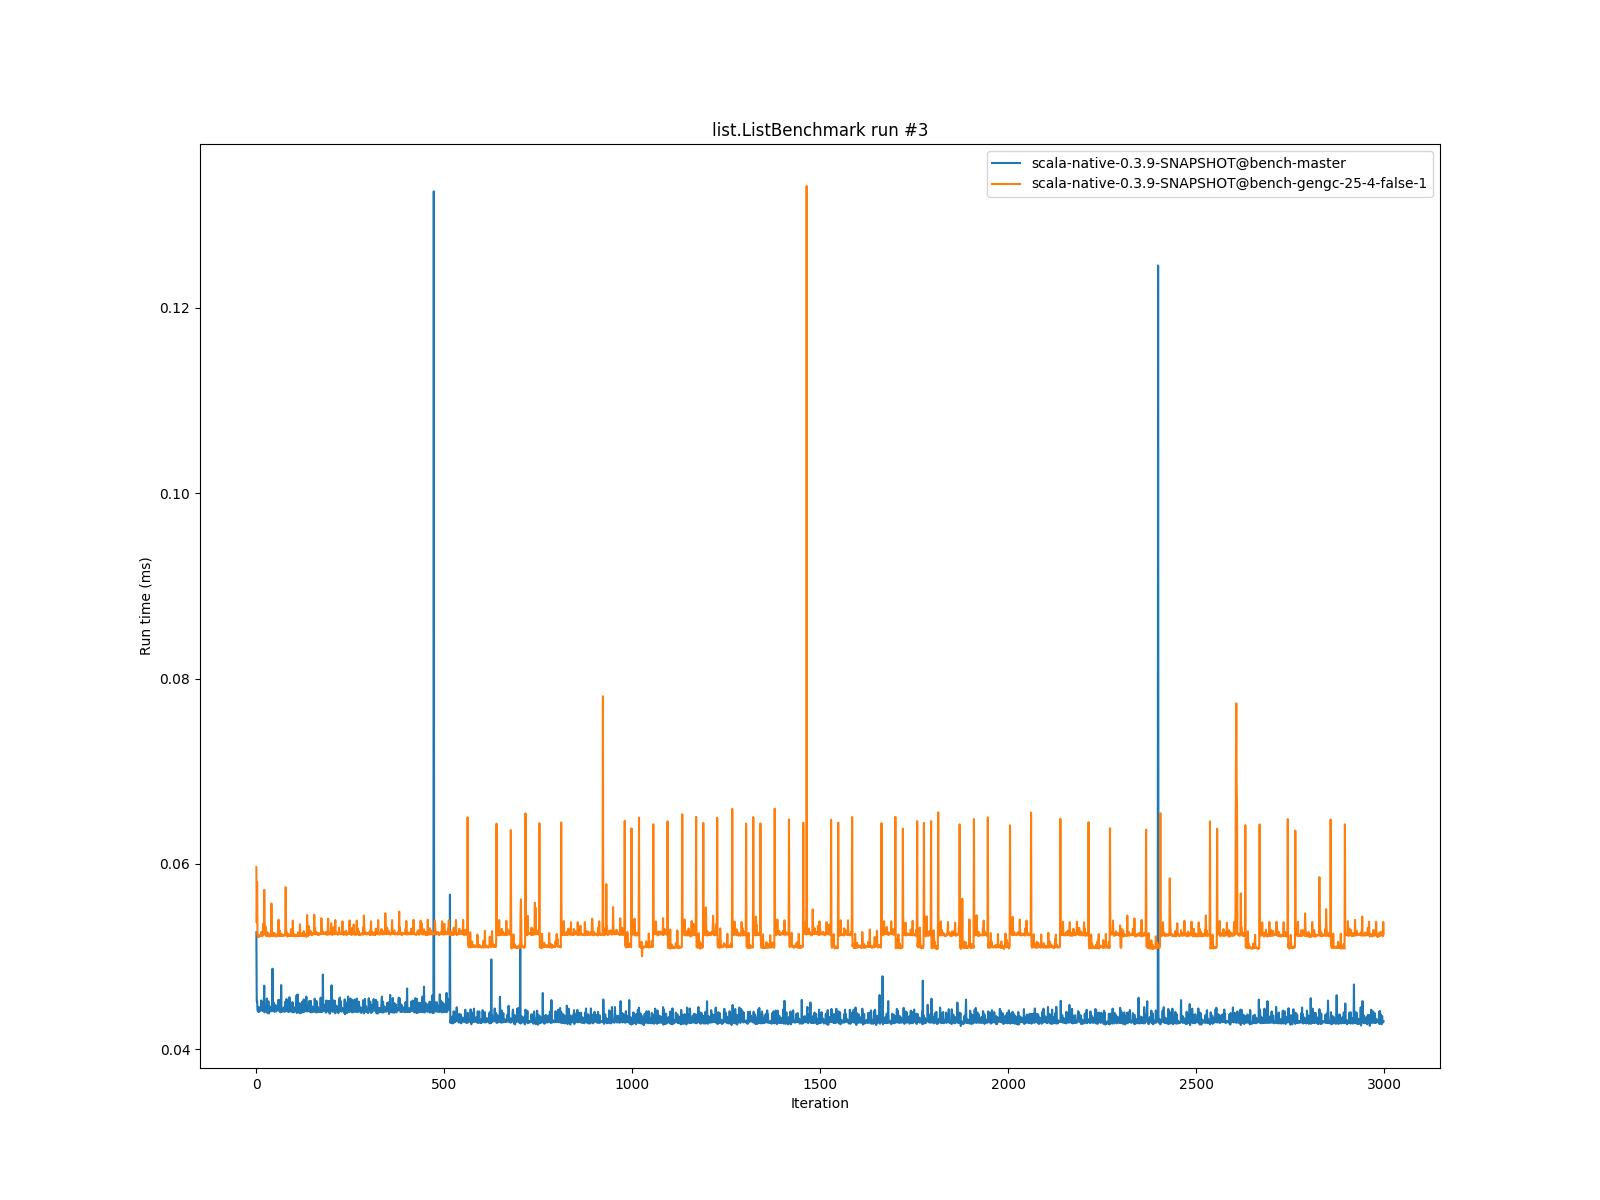 list.ListBenchmark run #3
scala-native-0.3.9-SNAPSHOT@bench-master
scala-native-0.3.9-SNAPSHOT@bench-gengc-25-4-false-1
Run time (ms)
0.12
0.10
0.08
0.06
0.04
0 500 1000 1500 2000 2500 3000
Iteration